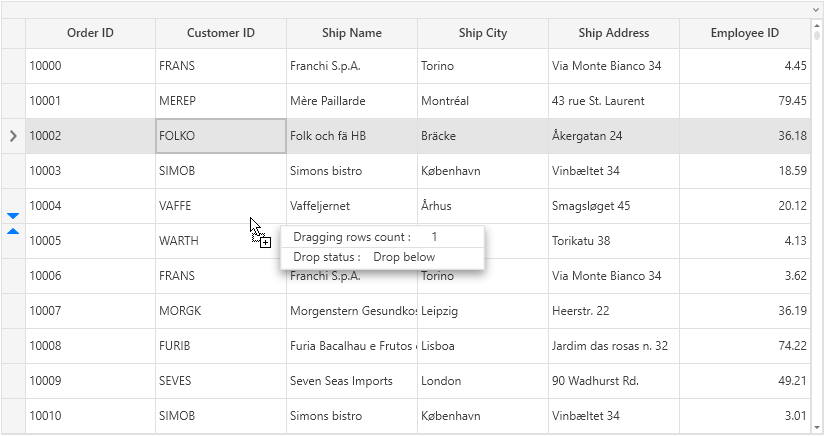 Order ID Customer ID Ship Name Ship City Ship Address Employee ID
10000 FRANS Franchi S.p.A. Torino Via Monte Bianco 34 4.45
10001 MEREP Mère Paillarde Montréal 43 rue St. Laurent 79.45
10002 FOLKO Folk och fä HB Bräcke Åkergatan 24 36.18
10003 SIMOB Simons bistro København Vinbæltet 34 18.59
10004 VAFFE Vaffeljernet Århus Smagsløget 45 20.12
Dragging rows count : 1
10005 WARTH Torikatu 38 4.13
Drop status : Drop below
10006 FRANS Franchi S.p.A. Torino Via Monte Bianco 34 3.62
10007 MORGK Morgenstern Gesundkos Leipzig Heerstr. 22 36.19
10008 FURIB Furia Bacalhau e Frutos Lisboa Jardim das rosas n. 32 74.22
10009 SEVES Seven Seas Imports London 90 Wadhurst Rd. 49.21
10010 SIMOB Simons bistro København Vinbæltet 34 3.01